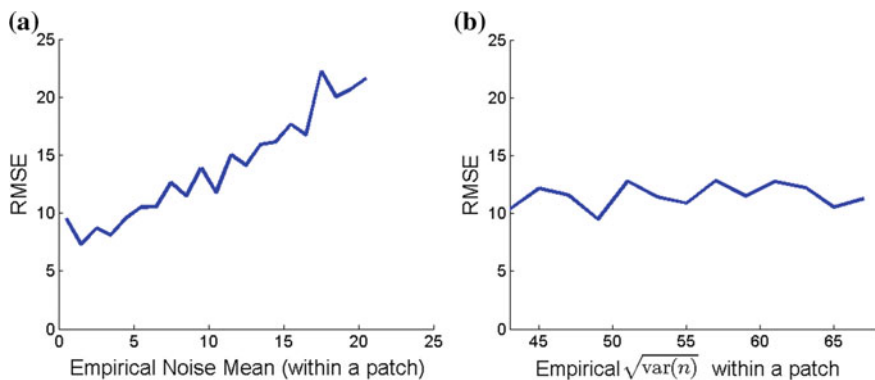 (a)
25
20
15
10
5
0
RMSE
0 5 10 15 20 25
Empirical Noise Mean (within a patch)
(b)
25
20
15
10
5
0
RMSE
45 50 55 60 65
Empirical √var(n) within a patch